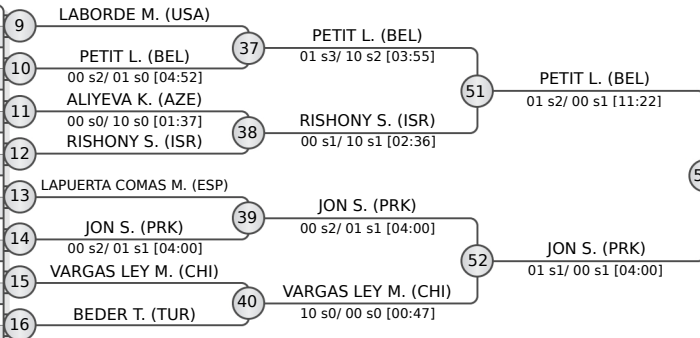 9
LABORDE M. (USA)
10
PETIT L. (BEL)
00 s2/ 01 s0 [04:52]
37
PETIT L. (BEL)
01 s3/ 10 s2 [03:55]
11
ALIYEVA K. (AZE)
00 s0/ 10 s0 [01:37]
12
RISHONY S. (ISR)
38
RISHONY S. (ISR)
00 s1/ 10 s1 [02:36]
51
PETIT L. (BEL)
01 s2/ 00 s1 [11:22]
13
LAPUERTA COMAS M. (ESP)
14
JON S. (PRK)
00 s2/ 01 s1 [04:00]
39
JON S. (PRK)
00 s2/ 01 s1 [04:00]
15
VARGAS LEY M. (CHI)
16
BEDER T. (TUR)
40
VARGAS LEY M. (CHI)
10 s0/ 00 s0 [00:47]
52
JON S. (PRK)
01 s1/ 00 s1 [04:00]